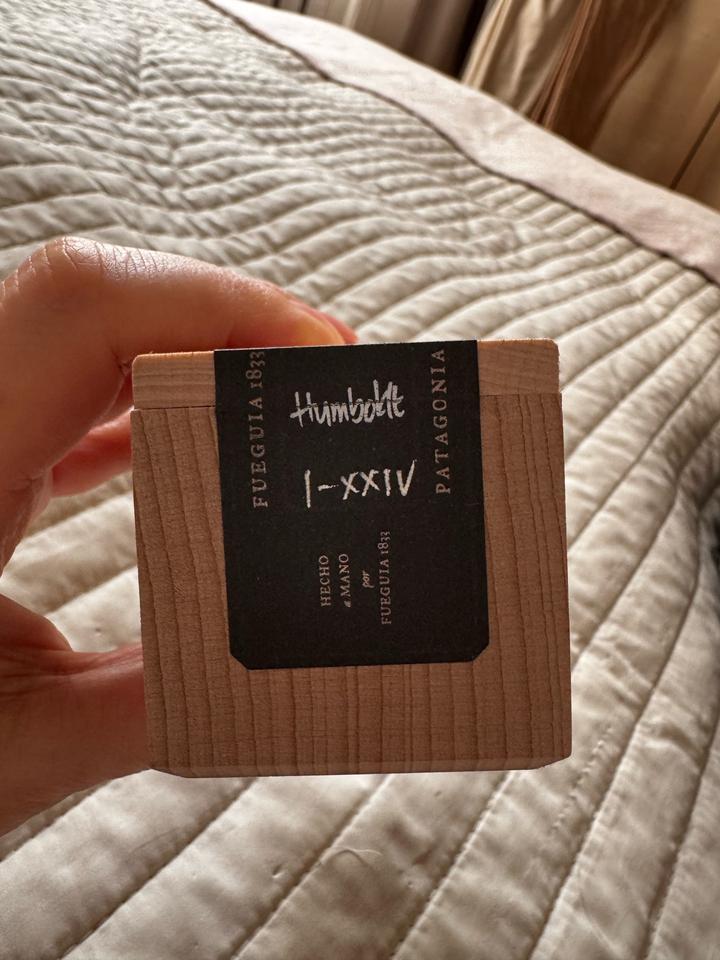 FUEGUIA 1833
Humboldt
I-XXIV
PATAGONIA
HECHO
a MANO
por
FUEGUIA 1833